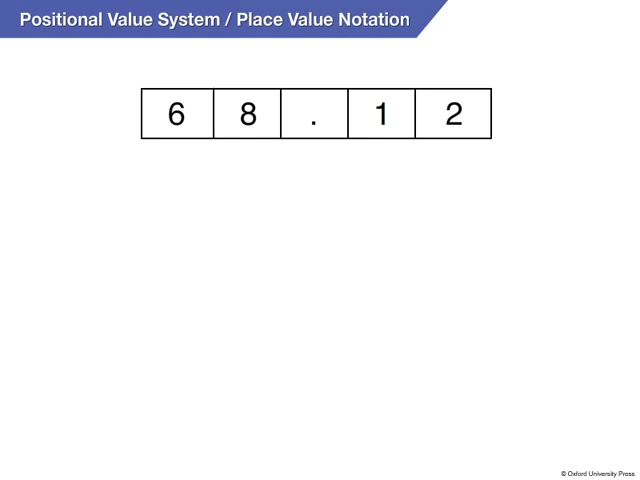 Positional Value System / Place Value Notation
6 8 . 1 2
© Oxford University Press